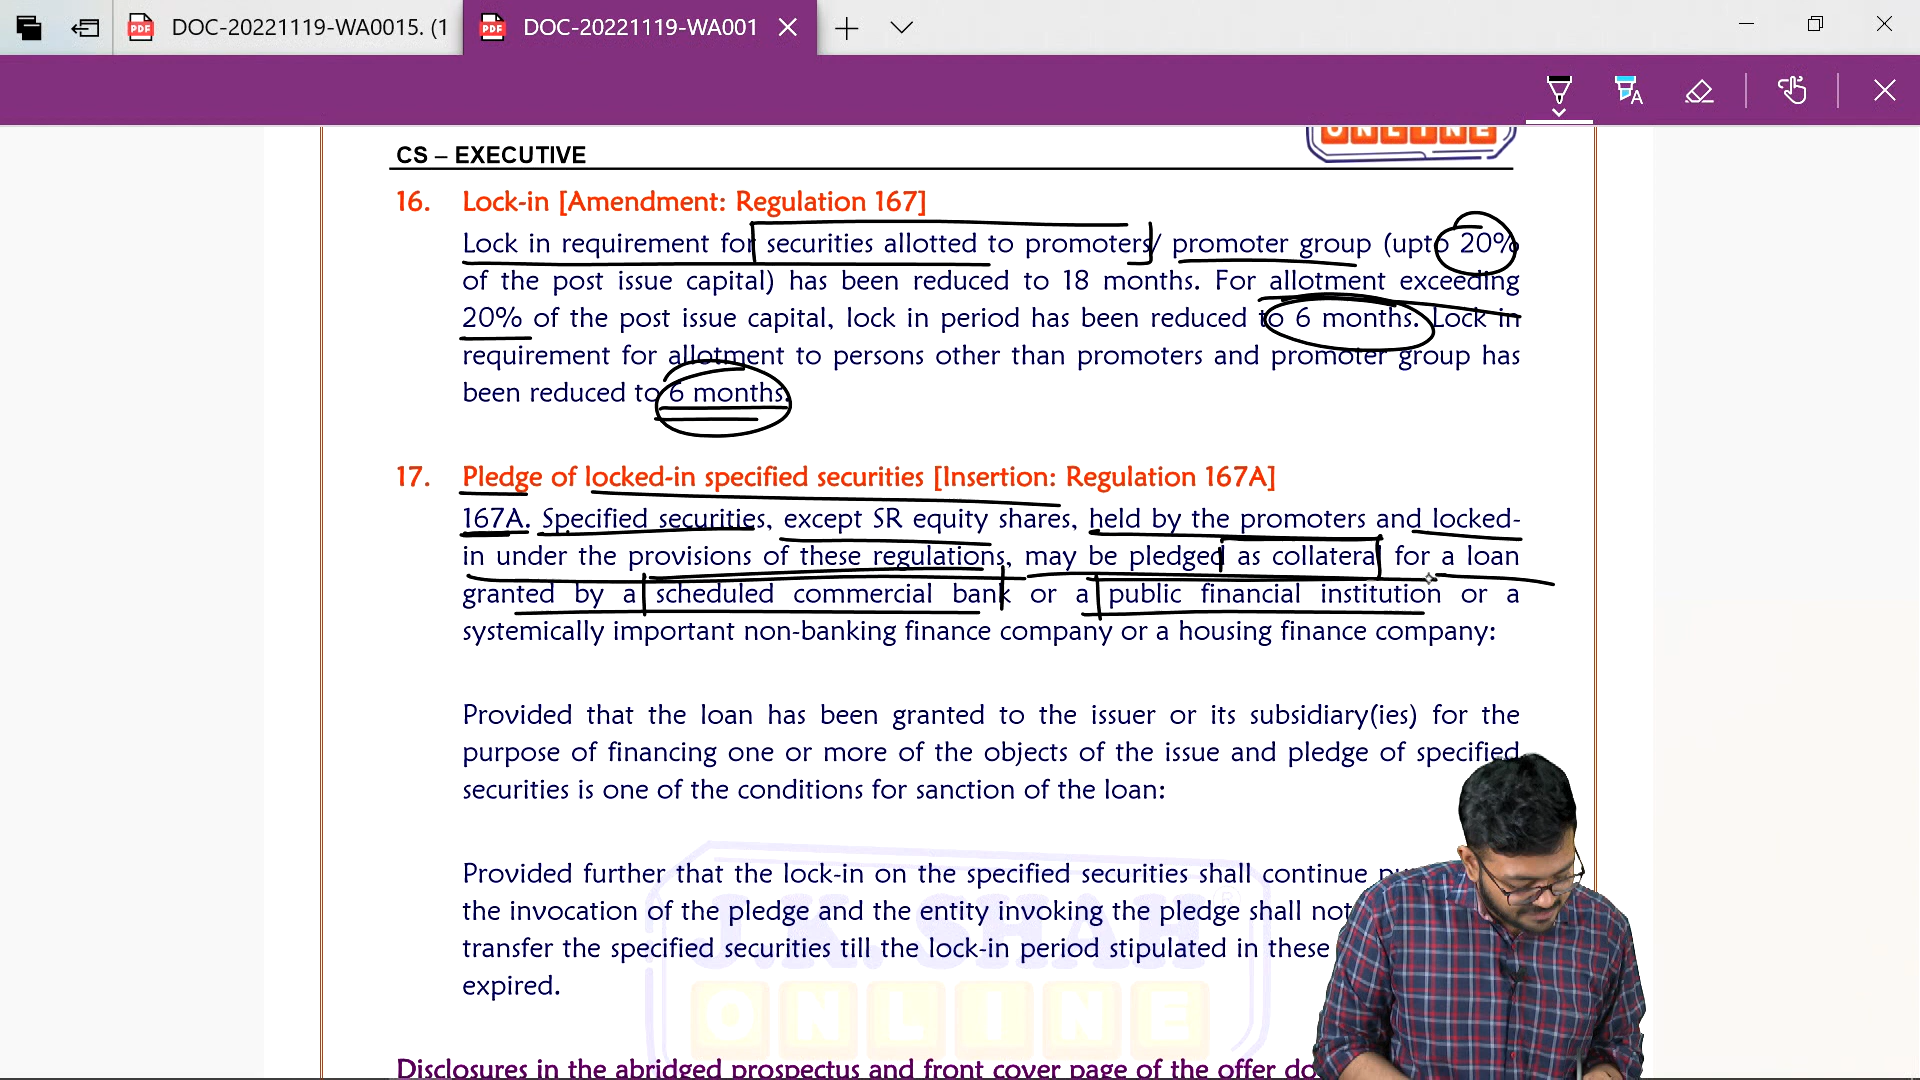 DOC-20221119-WA0015. (1
DOC-20221119-WA001
ONLINE
CS – EXECUTIVE
16. Lock-in [Amendment: Regulation 167]
Lock in requirement for securities allotted to promoters/ promoter group (upto 20%
of the post issue capital) has been reduced to 18 months. For allotment exceeding
20% of the post issue capital, lock in period has been reduced to 6 months. Lock in
requirement for allotment to persons other than promoters and promoter group has
been reduced to 6 months.
17. Pledge of locked-in specified securities [Insertion: Regulation 167A]
167A. Specified securities, except SR equity shares, held by the promoters and locked-
in under the provisions of these regulations, may be pledged as collateral for a loan
granted by a scheduled commercial bank or a public financial institution or a
systemically important non-banking finance company or a housing finance company:
Provided that the loan has been granted to the issuer or its subsidiary(ies) for the
purpose of financing one or more of the objects of the issue and pledge of specified
securities is one of the conditions for sanction of the loan:
Provided further that the lock-in on the specified securities shall continue
the invocation of the pledge and the entity invoking the pledge shall not
transfer the specified securities till the lock-in period stipulated in these
expired.
J.K. SHAH
ONLINE
Disclosures in the abridged prospectus and front cover page of the offer